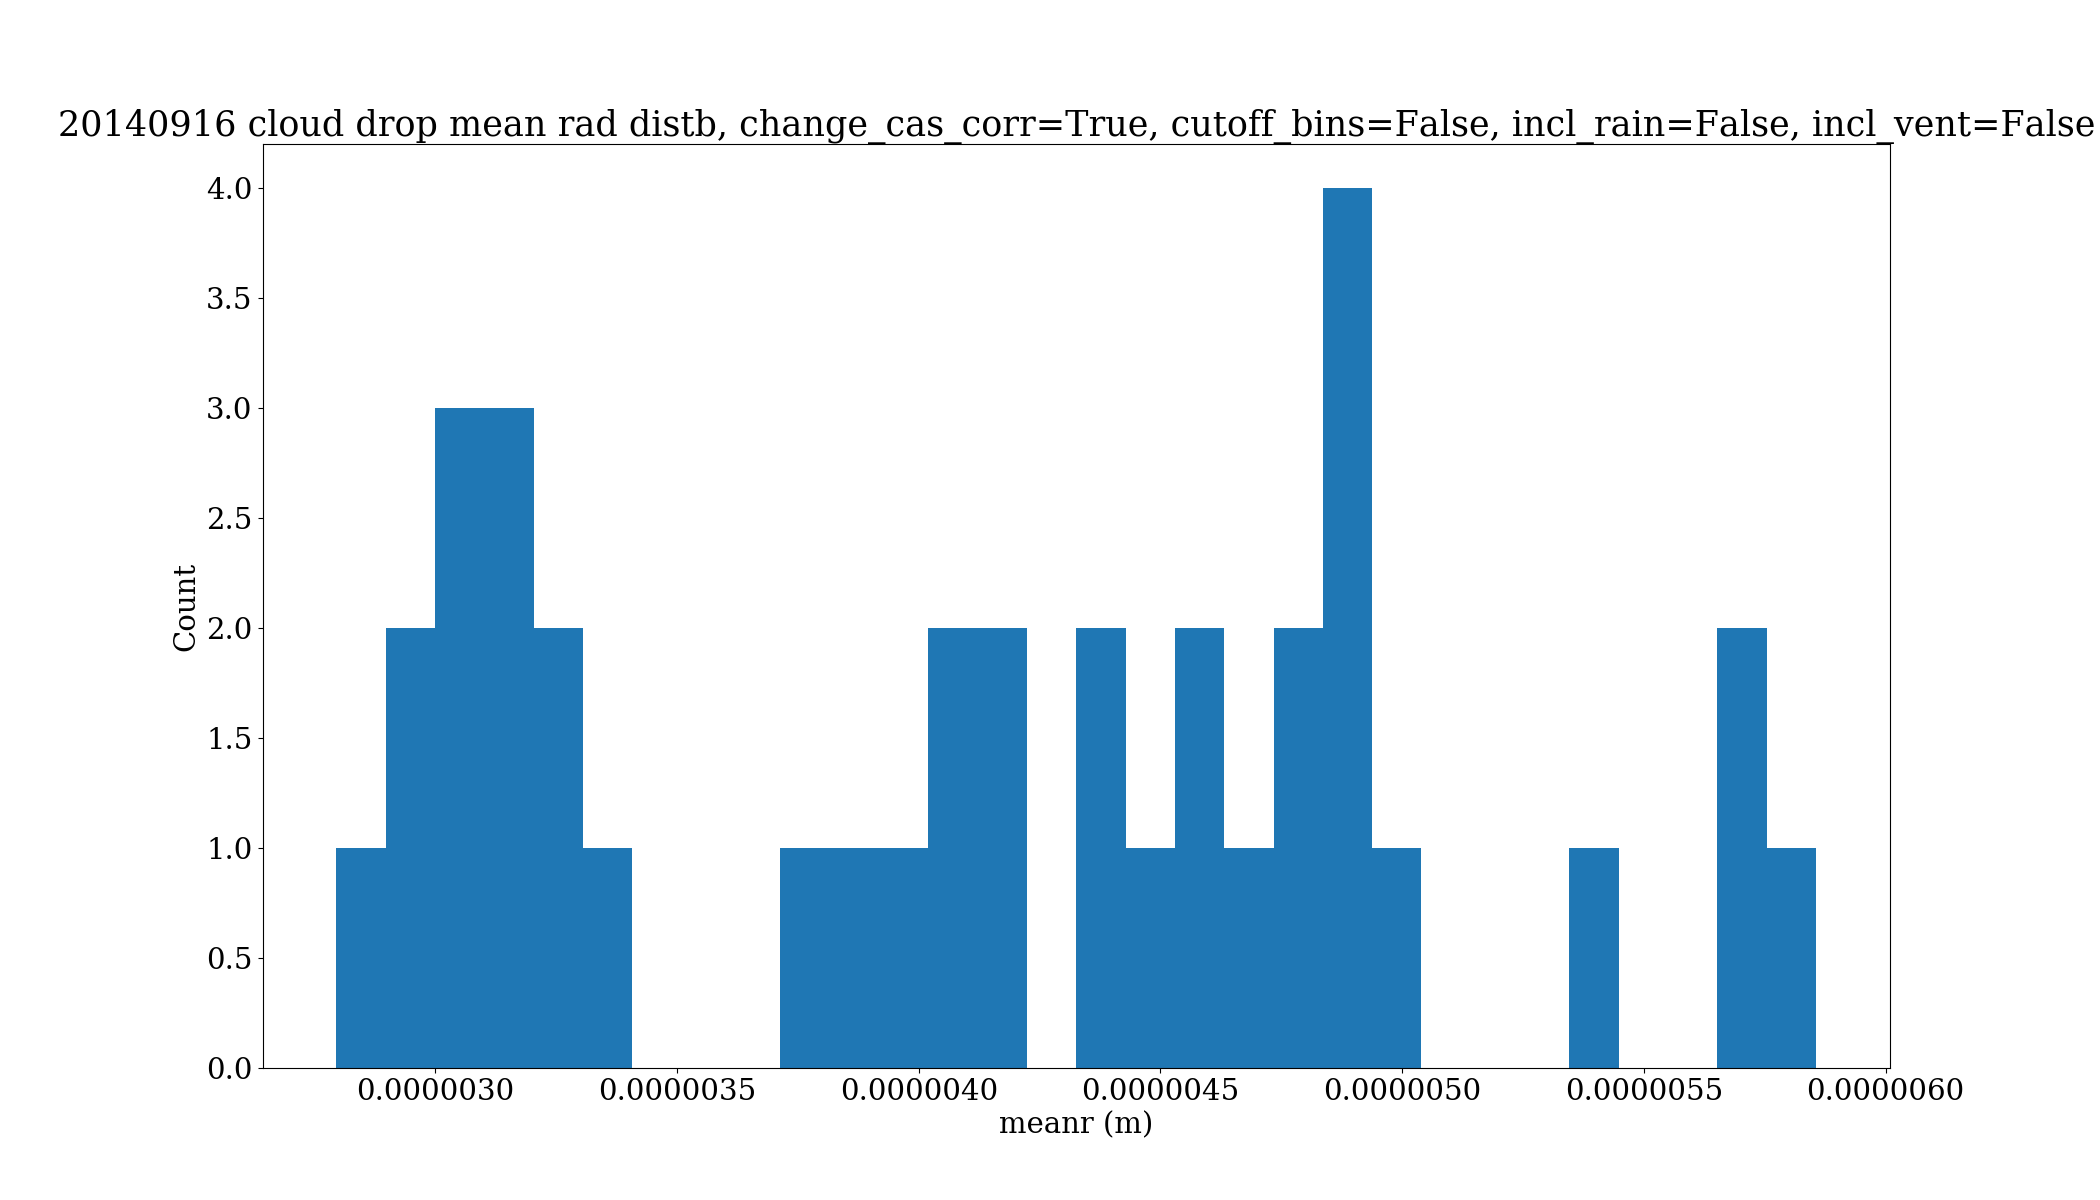 20140916 cloud drop mean rad distb, change_cas_corr=True, cutoff_bins=False, incl_rain=False, incl_vent=False
4.0
3.5
3.0
2.5
2.0
1.5
1.0
0.5
0.0
Count
0.0000030 0.0000035 0.0000040 0.0000045 0.0000050 0.0000055 0.0000060
meanr (m)